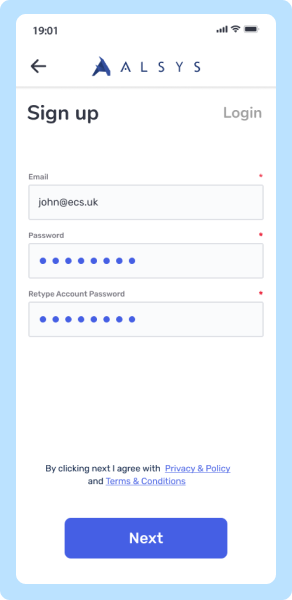 19:01
ALSYS
Sign up
Login
Email *
john@ecs.uk
Password *
Retype Account Password *
By clicking next I agree with Privacy & Policy
and Terms & Conditions
Next